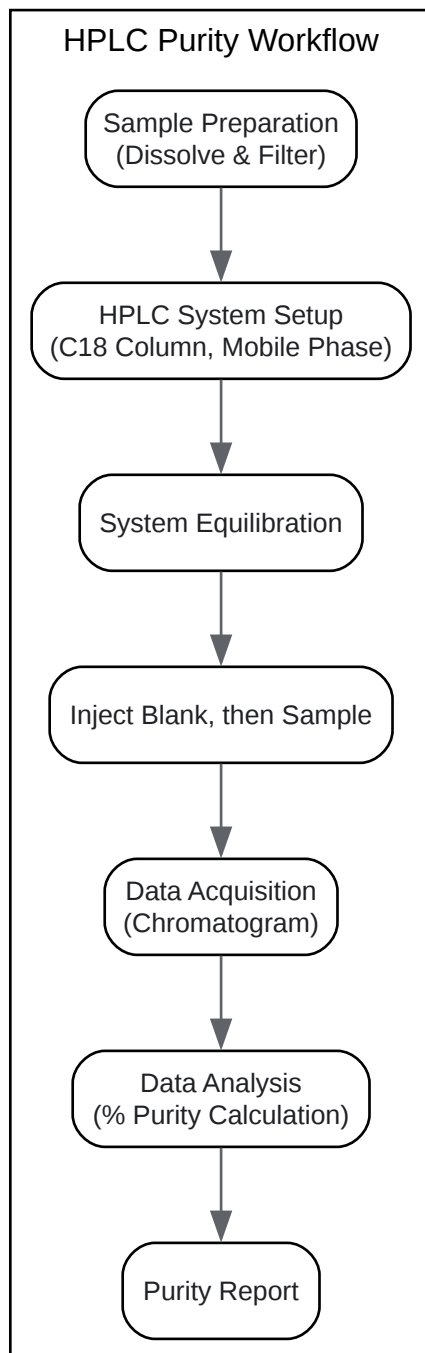 HPLC Purity Workflow
Sample Preparation
(Dissolve & Filter)
HPLC System Setup
(C18 Column, Mobile Phase)
System Equilibration
Inject Blank, then Sample
Data Acquisition
(Chromatogram)
Data Analysis
(% Purity Calculation)
Purity Report